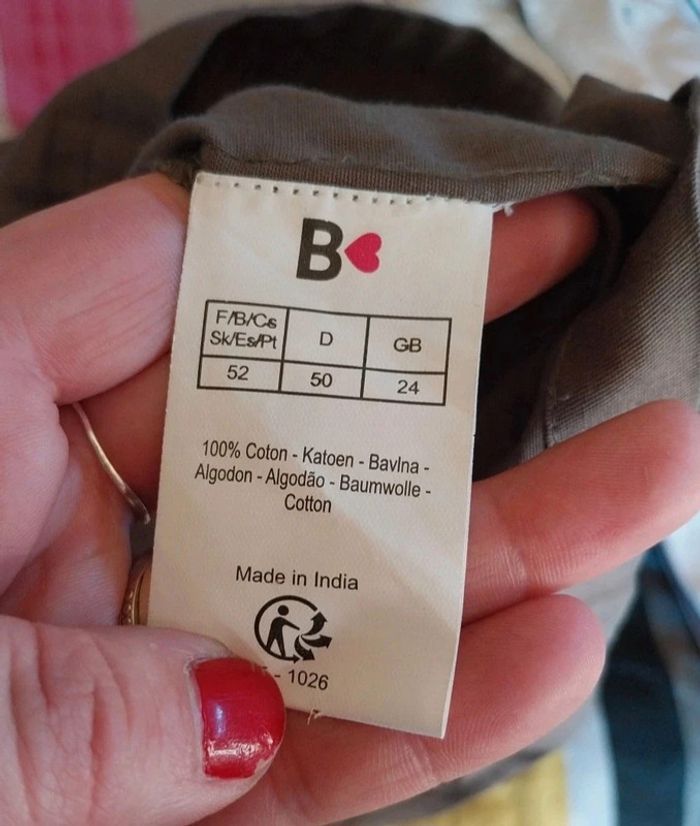 B
F/B/Cs D GB
Sk/Es/Pt
52 50 24
100% Coton - Katoen - Bavlna -
Algodon - Algodão - Baumwolle -
Cotton
Made in India
- 1026